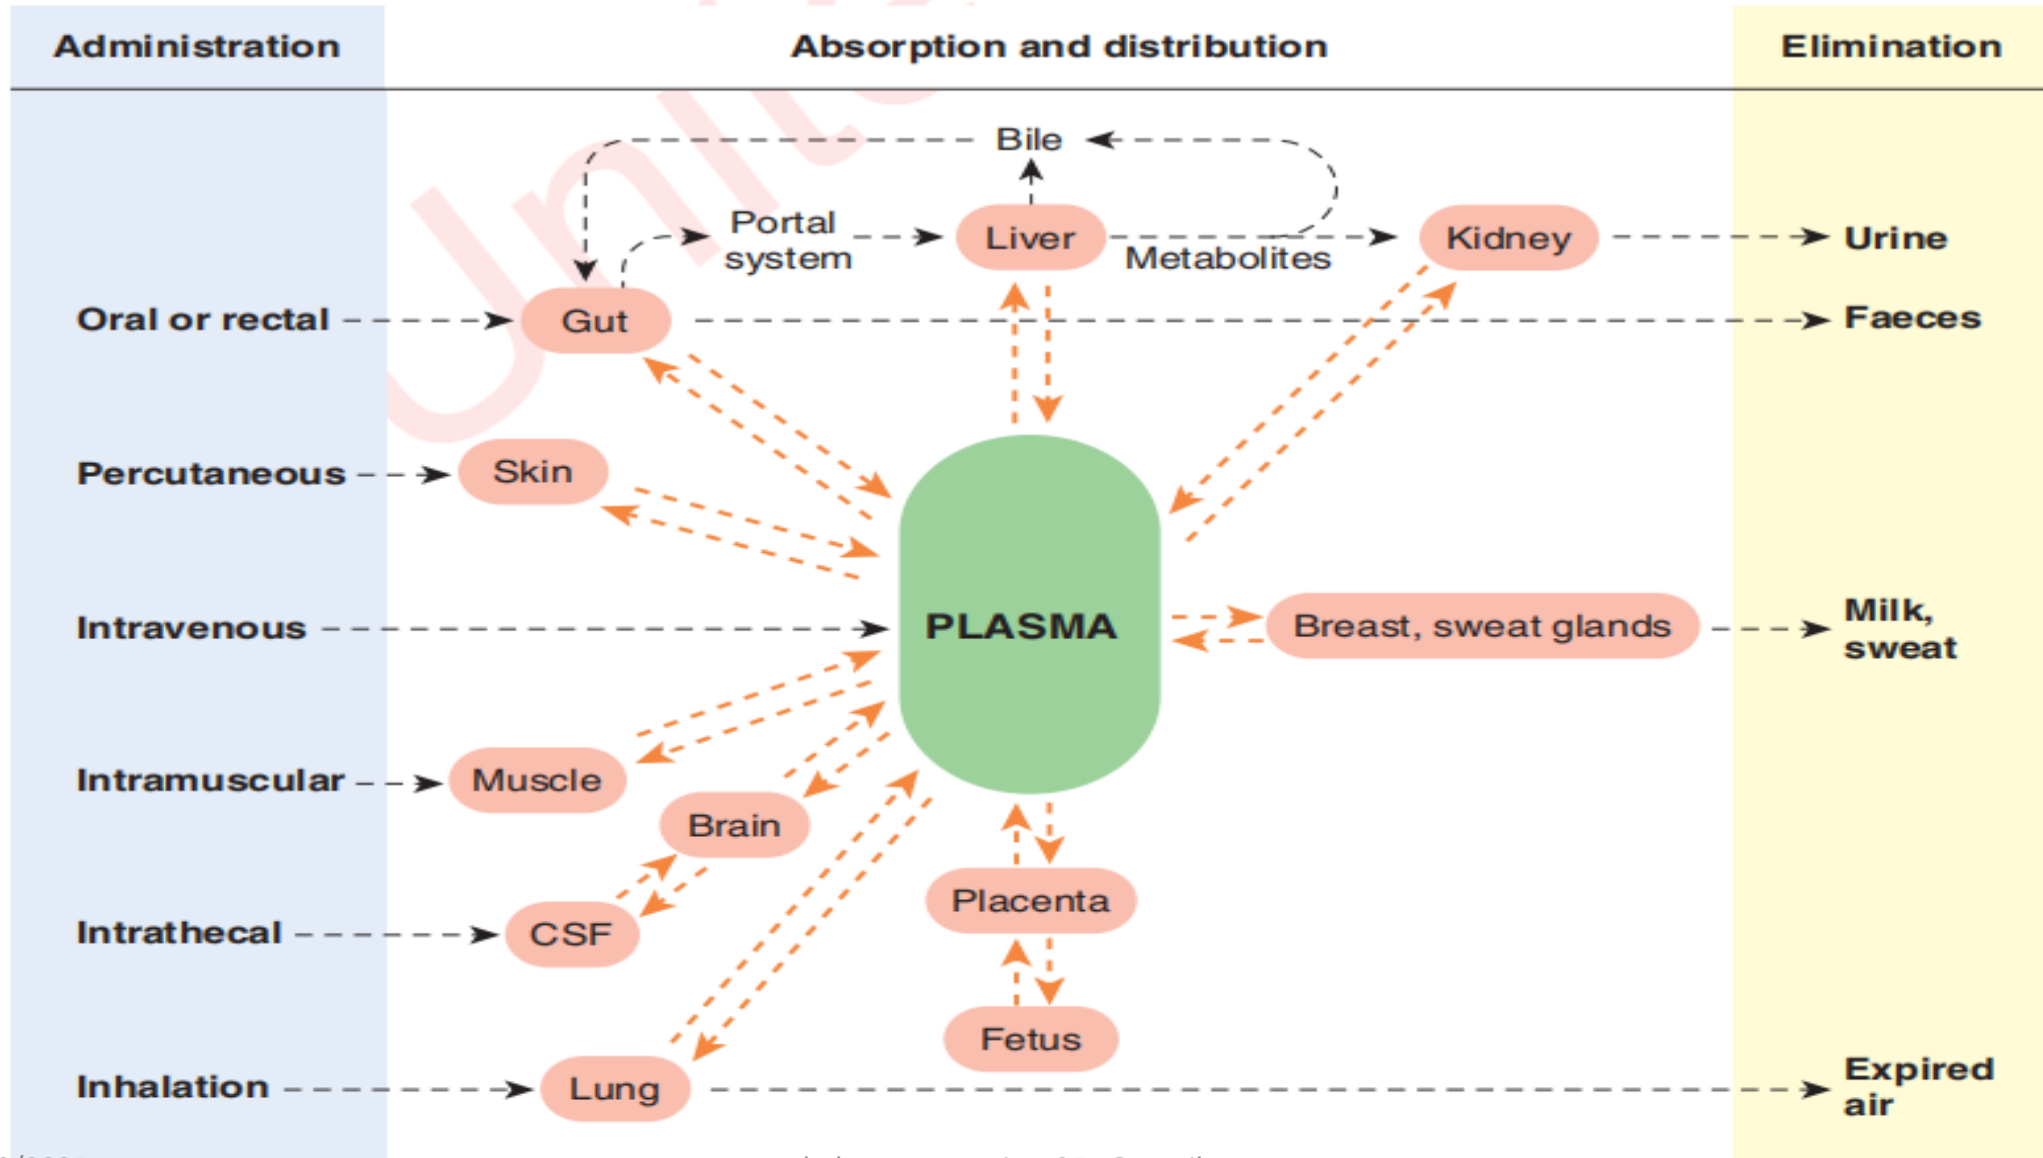 Administration
Absorption and distribution
Elimination
Bile
Portal
system
Liver
Metabolites
Kidney
Urine
Oral or rectal
Gut
Faeces
Percutaneous
Skin
Intravenous
PLASMA
Breast, sweat glands
Milk,
sweat
Intramuscular
Muscle
Brain
Placenta
Intrathecal
CSF
Fetus
Inhalation
Lung
Expired
air